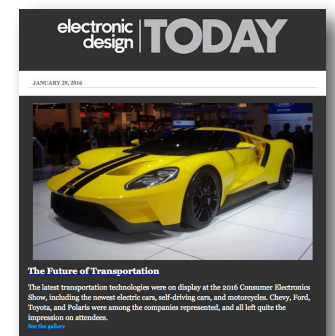 electronic
design TODAY
JANUARY 29, 2016
The Future of Transportation
The latest transportation technologies were on display at the 2016 Consumer Electronics
Show, including the newest electric cars, self-driving cars, and motorcycles. Chevy, Ford,
Toyota, and Polaris were among the companies represented, and all left quite the
impression on attendees.
See the gallery